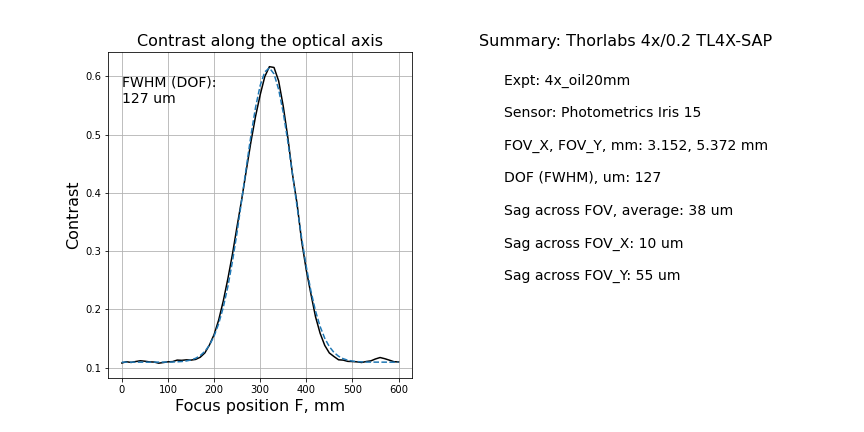 Contrast along the optical axis
FWHM (DOF):
127 um
0.6
0.5
0.4
0.3
0.2
0.1
Contrast
0 100 200 300 400 500 600
Focus position F, mm
Summary: Thorlabs 4x/0.2 TL4X-SAP
Expt: 4x_oil20mm
Sensor: Photometrics Iris 15
FOV_X, FOV_Y, mm: 3.152, 5.372 mm
DOF (FWHM), um: 127
Sag across FOV, average: 38 um
Sag across FOV_X: 10 um
Sag across FOV_Y: 55 um